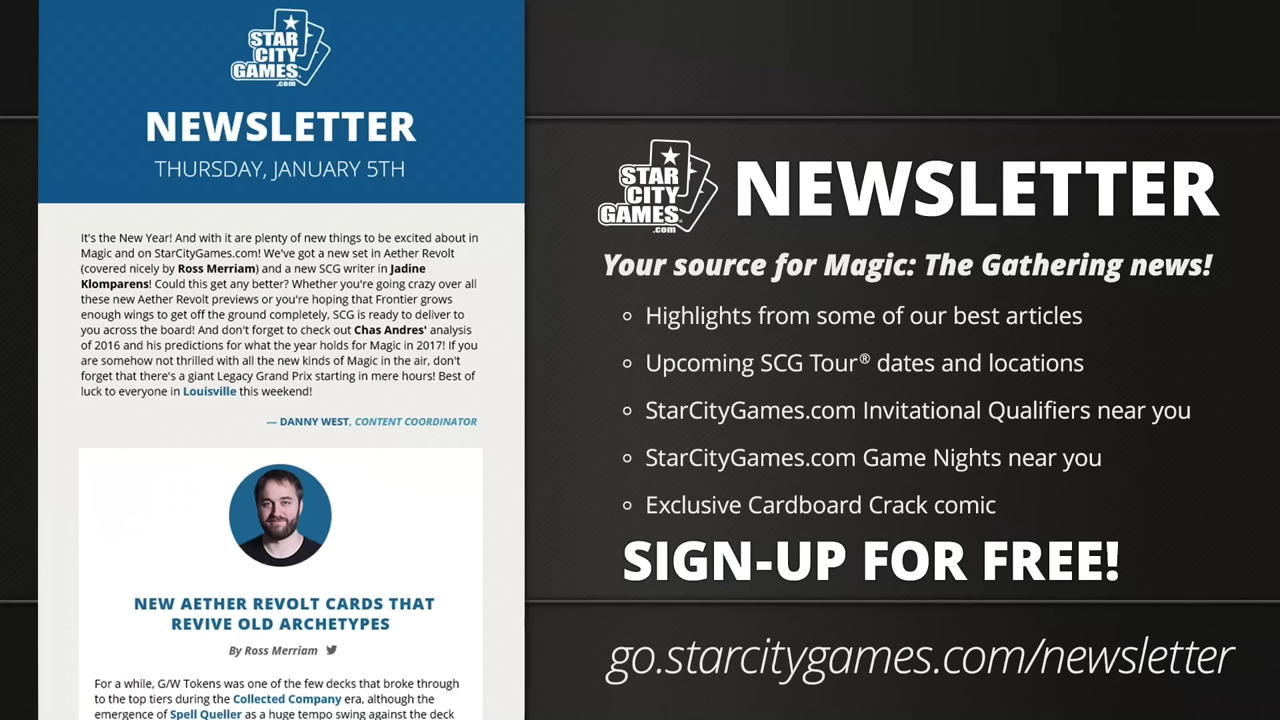 STAR
CITY
GAMES
.com
NEWSLETTER
THURSDAY, JANUARY 5TH
It's the New Year! And with it are plenty of new things to be excited about in
Magic and on StarCityGames.com! We've got a new set in Aether Revolt
(covered nicely by Ross Merriam) and a new SCG writer in Jadine
Klomparens! Could this get any better? Whether you're going crazy over all
these new Aether Revolt previews or you're hoping that Frontier grows
enough wings to get off the ground completely, SCG is ready to deliver to
you across the board! And don't forget to check out Chas Andres' analysis
of 2016 and his predictions for what the year holds for Magic in 2017! If you
are somehow not thrilled with all the new kinds of Magic in the air, don't
forget that there's a giant Legacy Grand Prix starting in mere hours! Best of
luck to everyone in Louisville this weekend!
— DANNY WEST, CONTENT COORDINATOR
NEW AETHER REVOLT CARDS THAT
REVIVE OLD ARCHETYPES
By Ross Merriam
For a while, G/W Tokens was one of the few decks that broke through
to the top tiers during the Collected Company era, although the
emergence of Spell Queller as a huge tempo swing against the deck
STAR
CITY
GAMES
.com
NEWSLETTER
Your source for Magic: The Gathering news!
Highlights from some of our best articles
Upcoming SCG Tour® dates and locations
StarCityGames.com Invitational Qualifiers near you
StarCityGames.com Game Nights near you
Exclusive Cardboard Crack comic
SIGN-UP FOR FREE!
go.starcitygames.com/newsletter